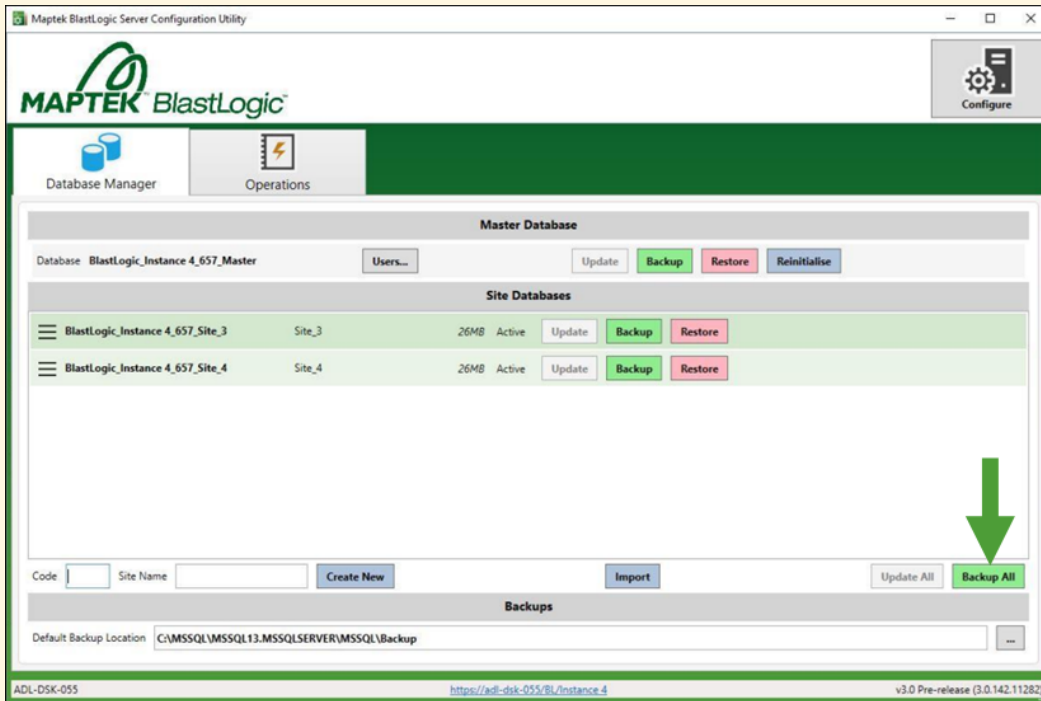 Maptek BlastLogic Server Configuration Utility
MAPTEK™ BlastLogic™
Configure
Database Manager
Operations
Master Database
Database BlastLogic_Instance 4_657_Master Users... Update Backup Restore Reinitialise
Site Databases
BlastLogic_Instance 4_657_Site_3 Site_3 26MB Active Update Backup Restore
BlastLogic_Instance 4_657_Site_4 Site_4 26MB Active Update Backup Restore
Code Site Name Create New Import Update All Backup All
Backups
Default Backup Location C:\MSSQL\MSSQL13.MSSQLSERVER\MSSQL\Backup ...
ADL-DSK-055 https://adl-dsk-055/BL/Instance 4 v3.0 Pre-release (3.0.142.11282)